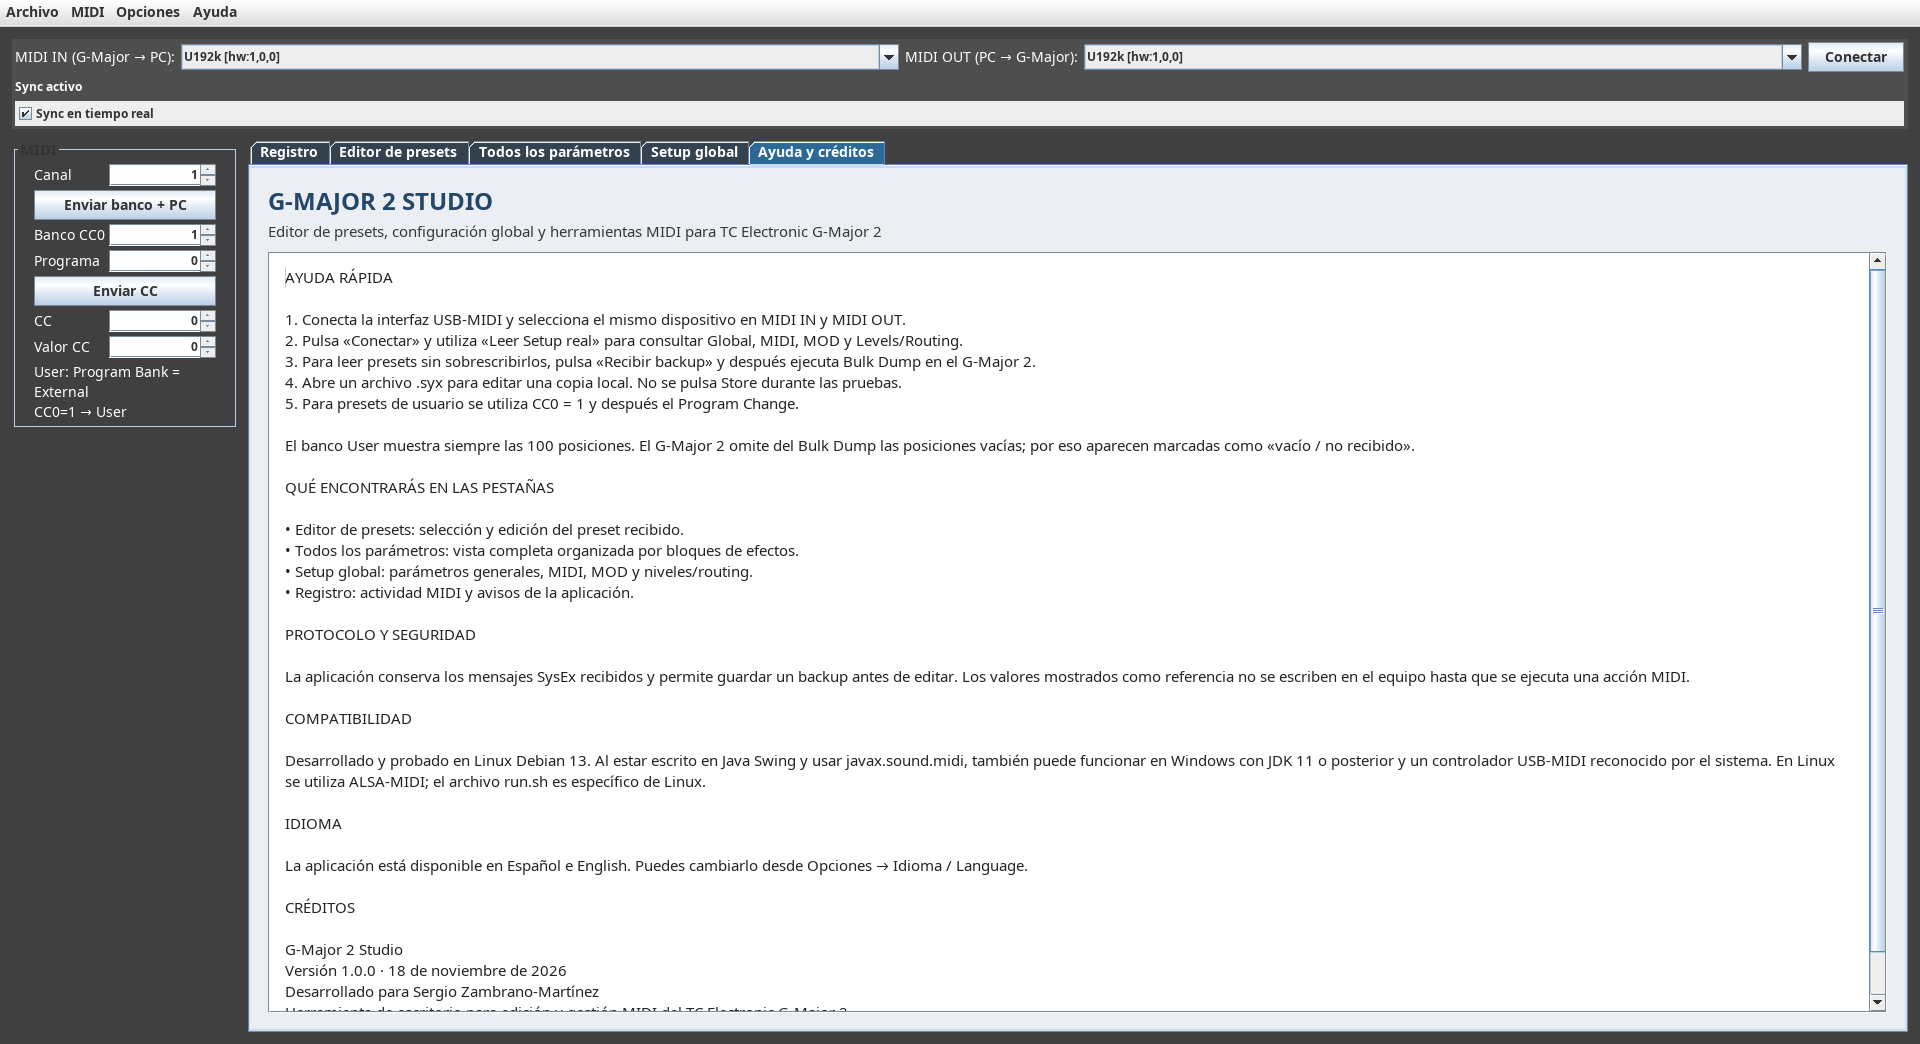 Archivo MIDI Opciones Ayuda
MIDI IN (G-Major → PC): U192k [hw:1,0,0] MIDI OUT (PC → G-Major): U192k [hw:1,0,0] Conectar
Sync activo
Sync en tiempo real
MIDI
Canal 1
Enviar banco + PC
Banco CC0 1
Programa 0
Enviar CC
CC 0
Valor CC 0
User: Program Bank =
External
CC0=1 → User
Registro Editor de presets Todos los parámetros Setup global Ayuda y créditos
G-MAJOR 2 STUDIO
Editor de presets, configuración global y herramientas MIDI para TC Electronic G-Major 2
AYUDA RÁPIDA
1. Conecta la interfaz USB-MIDI y selecciona el mismo dispositivo en MIDI IN y MIDI OUT.
2. Pulsa «Conectar» y utiliza «Leer Setup real» para consultar Global, MIDI, MOD y Levels/Routing.
3. Para leer presets sin sobrescribirlos, pulsa «Recibir backup» y después ejecuta Bulk Dump en el G-Major 2.
4. Abre un archivo .syx para editar una copia local. No se pulsa Store durante las pruebas.
5. Para presets de usuario se utiliza CC0 = 1 y después el Program Change.
El banco User muestra siempre las 100 posiciones. El G-Major 2 omite del Bulk Dump las posiciones vacías; por eso aparecen marcadas como «vacío / no recibido».
QUÉ ENCONTRARÁS EN LAS PESTAÑAS
• Editor de presets: selección y edición del preset recibido.
• Todos los parámetros: vista completa organizada por bloques de efectos.
• Setup global: parámetros generales, MIDI, MOD y niveles/routing.
• Registro: actividad MIDI y avisos de la aplicación.
PROTOCOLO Y SEGURIDAD
La aplicación conserva los mensajes SysEx recibidos y permite guardar un backup antes de editar. Los valores mostrados como referencia no se escriben en el equipo hasta que se ejecuta una acción MIDI.
COMPATIBILIDAD
Desarrollado y probado en Linux Debian 13. Al estar escrito en Java Swing y usar javax.sound.midi, también puede funcionar en Windows con JDK 11 o posterior y un controlador USB-MIDI reconocido por el sistema. En Linux
se utiliza ALSA-MIDI; el archivo run.sh es específico de Linux.
IDIOMA
La aplicación está disponible en Español e English. Puedes cambiarlo desde Opciones → Idioma / Language.
CRÉDITOS
G-Major 2 Studio
Versión 1.0.0 · 18 de noviembre de 2026
Desarrollado para Sergio Zambrano-Martínez
Herramienta de escritorio para edición y gestión MIDI del TC Electronic G-Major 2